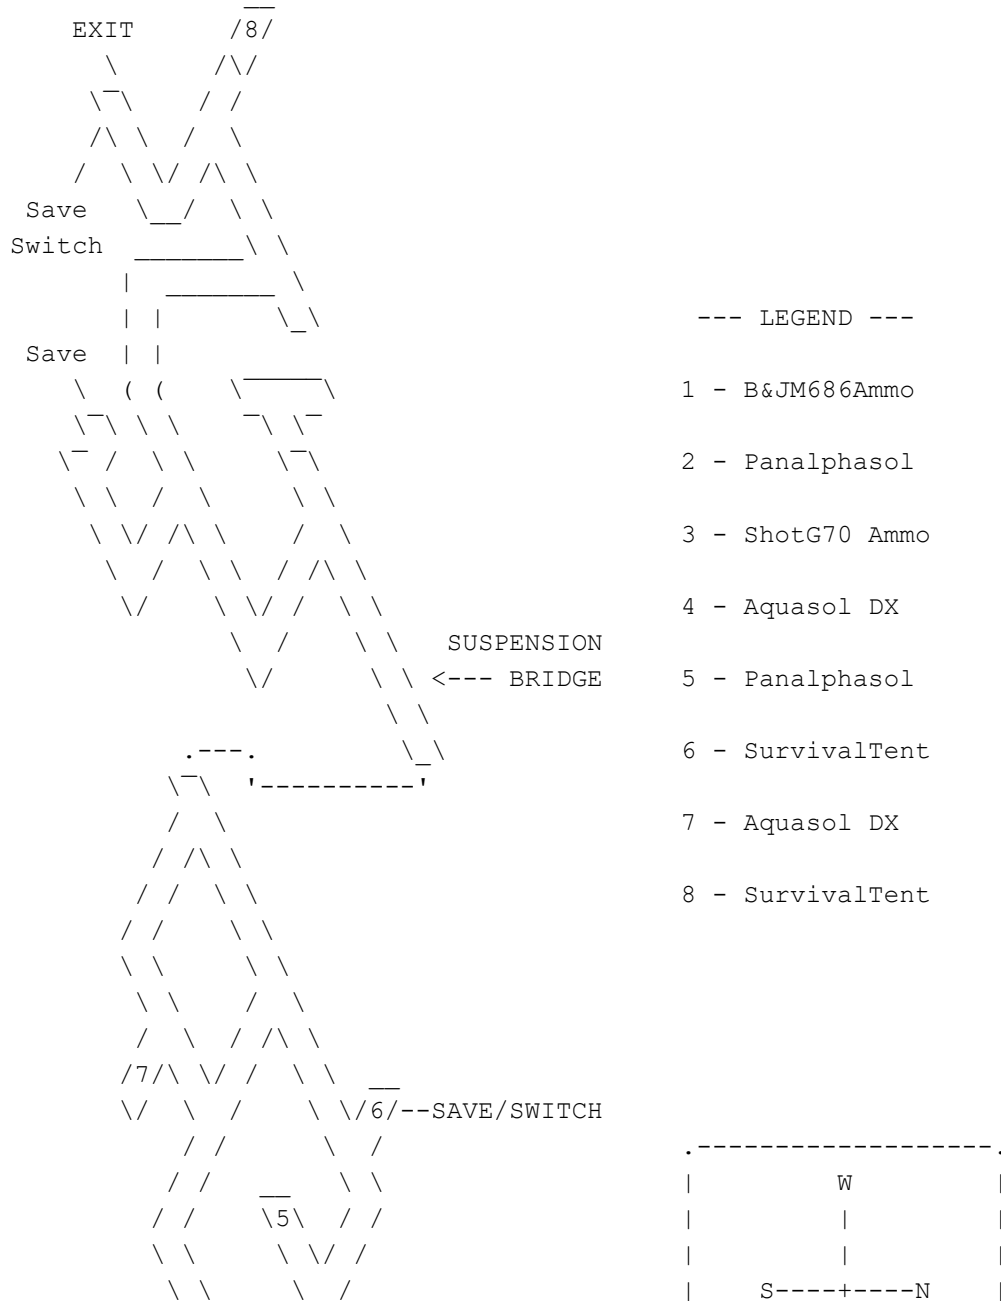 8
EXIT
Save
Switch
--- LEGEND ---
Save
1 - B&JM686Ammo
2 - Panalphasol
3 - ShotG70 Ammo
4 - Aquasol DX
SUSPENSION
<--- BRIDGE
5 - Panalphasol
6 - SurvivalTent
7 - Aquasol DX
8 - SurvivalTent
7
6 --SAVE/SWITCH
W
5
S----+----N